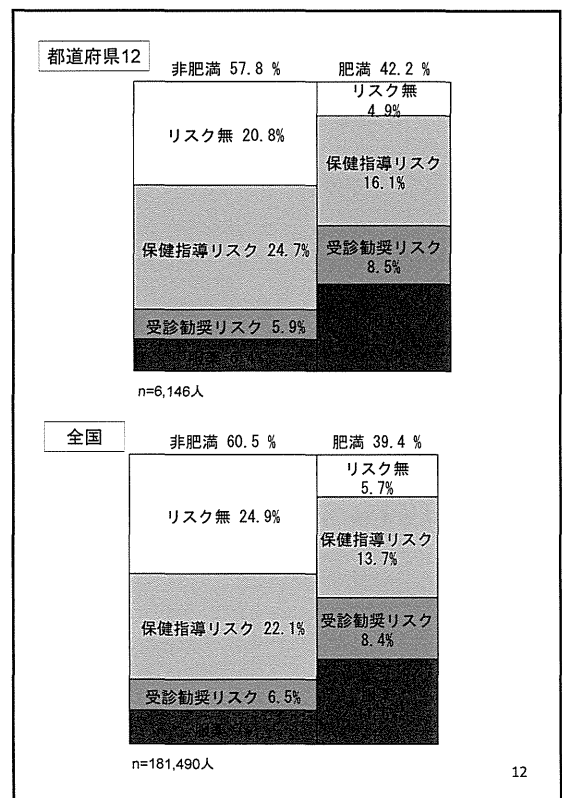 都道府県12
非肥満 57.8 %
肥満 42.2 %
リスク無 20.8%
リスク無
4.9%
保健指導リスク 24.7%
保健指導リスク
16.1%
受診勧奨リスク 5.9%
受診勧奨リスク
8.5%
n=6,146人
全国
非肥満 60.5 %
肥満 39.4 %
リスク無 24.9%
リスク無
5.7%
保健指導リスク 22.1%
保健指導リスク
13.7%
受診勧奨リスク 6.5%
受診勧奨リスク
8.4%
n=181,490人
12